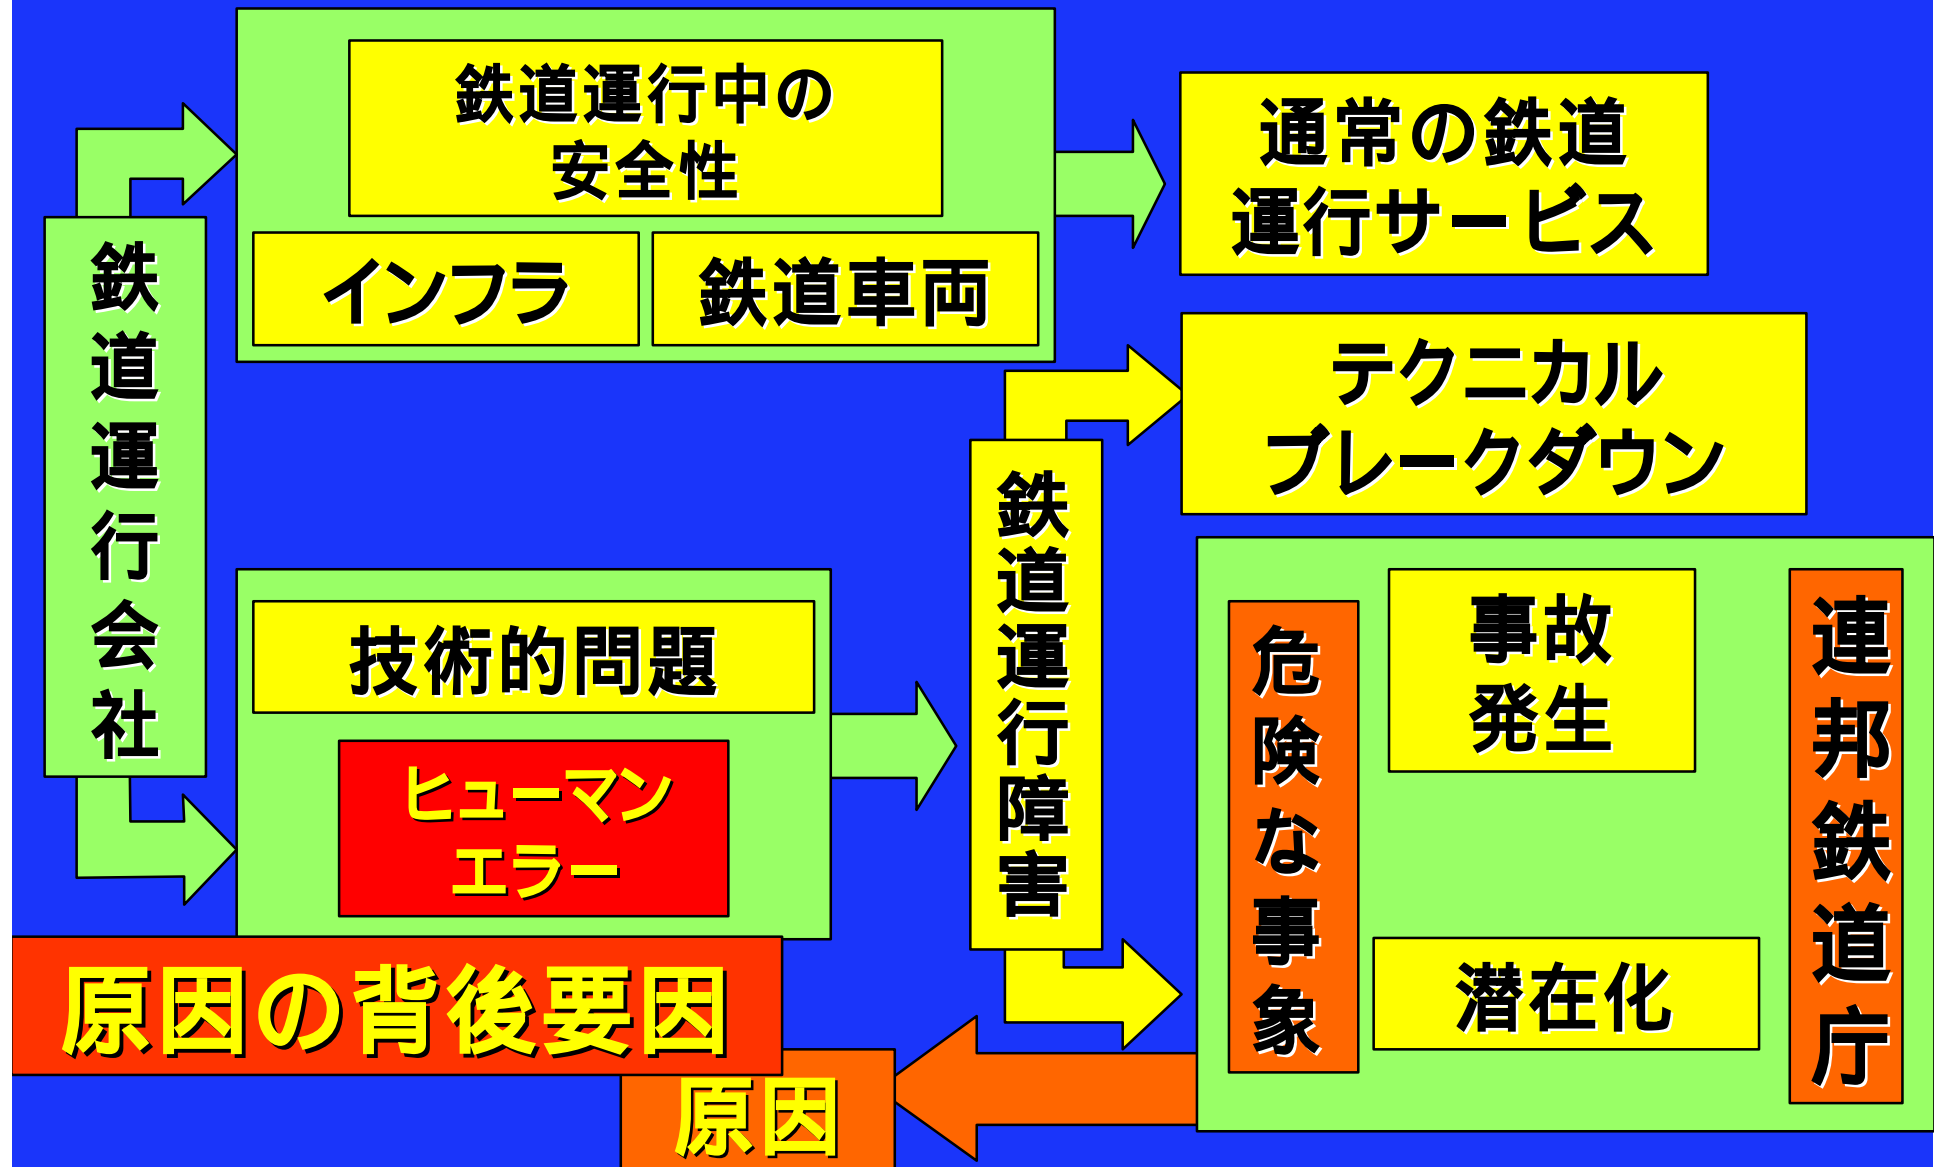 鉄道運行中の
安全性
インフラ
鉄道車両
通常の鉄道
運行サービス
鉄道運行会社
テクニカル
ブレークダウン
鉄道運行障害
技術的問題
ヒューマン
エラー
危険な事象
事故
発生
潜在化
連邦鉄道庁
原因の背後要因
原因